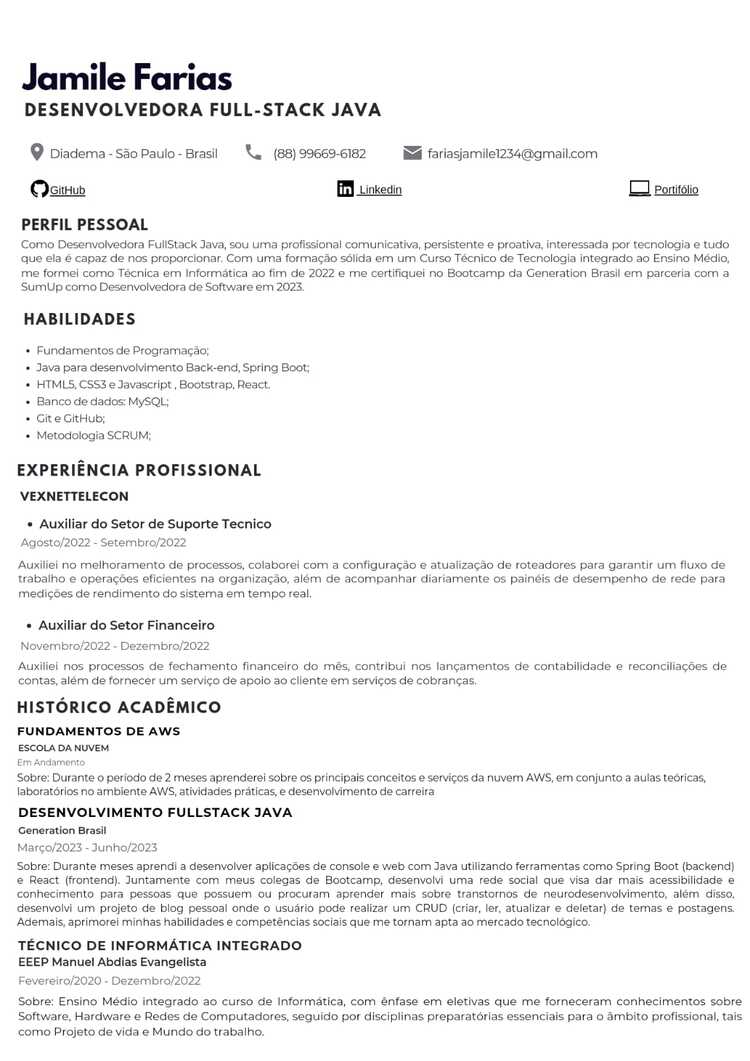 Jamile Farias
DESENVOLVEDORA FULL-STACK JAVA
Diadema - São Paulo - Brasil (88) 99669-6182 fariasjamile1234@gmail.com
GitHub Linkedin Portifólio
PERFIL PESSOAL
Como Desenvolvedora FullStack Java, sou uma profissional comunicativa, persistente e proativa, interessada por tecnologia e tudo
que ela é capaz de nos proporcionar. Com uma formação sólida em um Curso Técnico de Tecnologia integrado ao Ensino Médio,
me formei como Técnica em Informática ao fim de 2022 e me certifiquei no Bootcamp da Generation Brasil em parceria com a
SumUp como Desenvolvedora de Software em 2023.
HABILIDADES
• Fundamentos de Programação;
• Java para desenvolvimento Back-end, Spring Boot;
• HTML5, CSS3 e Javascript , Bootstrap, React.
• Banco de dados: MySQL;
• Git e GitHub;
• Metodologia SCRUM;
EXPERIÊNCIA PROFISSIONAL
VEXNETTELECON
• Auxiliar do Setor de Suporte Tecnico
Agosto/2022 - Setembro/2022
Auxiliei no melhoramento de processos, colaborei com a configuração e atualização de roteadores para garantir um fluxo de
trabalho e operações eficientes na organização, além de acompanhar diariamente os painéis de desempenho de rede para
medições de rendimento do sistema em tempo real.
• Auxiliar do Setor Financeiro
Novembro/2022 - Dezembro/2022
Auxiliei nos processos de fechamento financeiro do mês, contribui nos lançamentos de contabilidade e reconciliações de
contas, além de fornecer um serviço de apoio ao cliente em serviços de cobranças.
HISTÓRICO ACADÊMICO
FUNDAMENTOS DE AWS
ESCOLA DA NUVEM
Em Andamento
Sobre: Durante o período de 2 meses aprenderei sobre os principais conceitos e serviços da nuvem AWS, em conjunto a aulas teóricas,
laboratórios no ambiente AWS, atividades práticas, e desenvolvimento de carreira
DESENVOLVIMENTO FULLSTACK JAVA
Generation Brasil
Março/2023 - Junho/2023
Sobre: Durante meses aprendi a desenvolver aplicações de console e web com Java utilizando ferramentas como Spring Boot (backend)
e React (frontend). Juntamente com meus colegas de Bootcamp, desenvolvi uma rede social que visa dar mais acessibilidade e
conhecimento para pessoas que possuem ou procuram aprender mais sobre transtornos de neurodesenvolvimento, além disso,
desenvolvi um projeto de blog pessoal onde o usuário pode realizar um CRUD (criar, ler, atualizar e deletar) de temas e postagens.
Ademais, aprimorei minhas habilidades e competências sociais que me tornam apta ao mercado tecnológico.
TÉCNICO DE INFORMÁTICA INTEGRADO
EEEP Manuel Abdias Evangelista
Fevereiro/2020 - Dezembro/2022
Sobre: Ensino Médio integrado ao curso de Informática, com ênfase em eletivas que me forneceram conhecimentos sobre
Software, Hardware e Redes de Computadores, seguido por disciplinas preparatórias essenciais para o âmbito profissional, tais
como Projeto de vida e Mundo do trabalho.